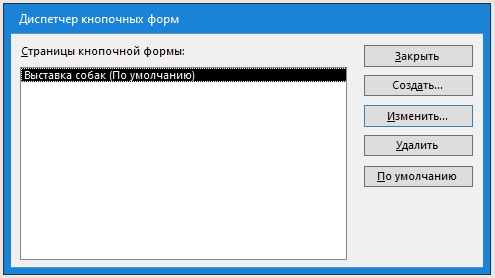 Диспетчер кнопочных форм
Страницы кнопочной формы:
Выставка собак (По умолчанию)
Закрыть
Создать...
Изменить...
Удалить
По умолчанию